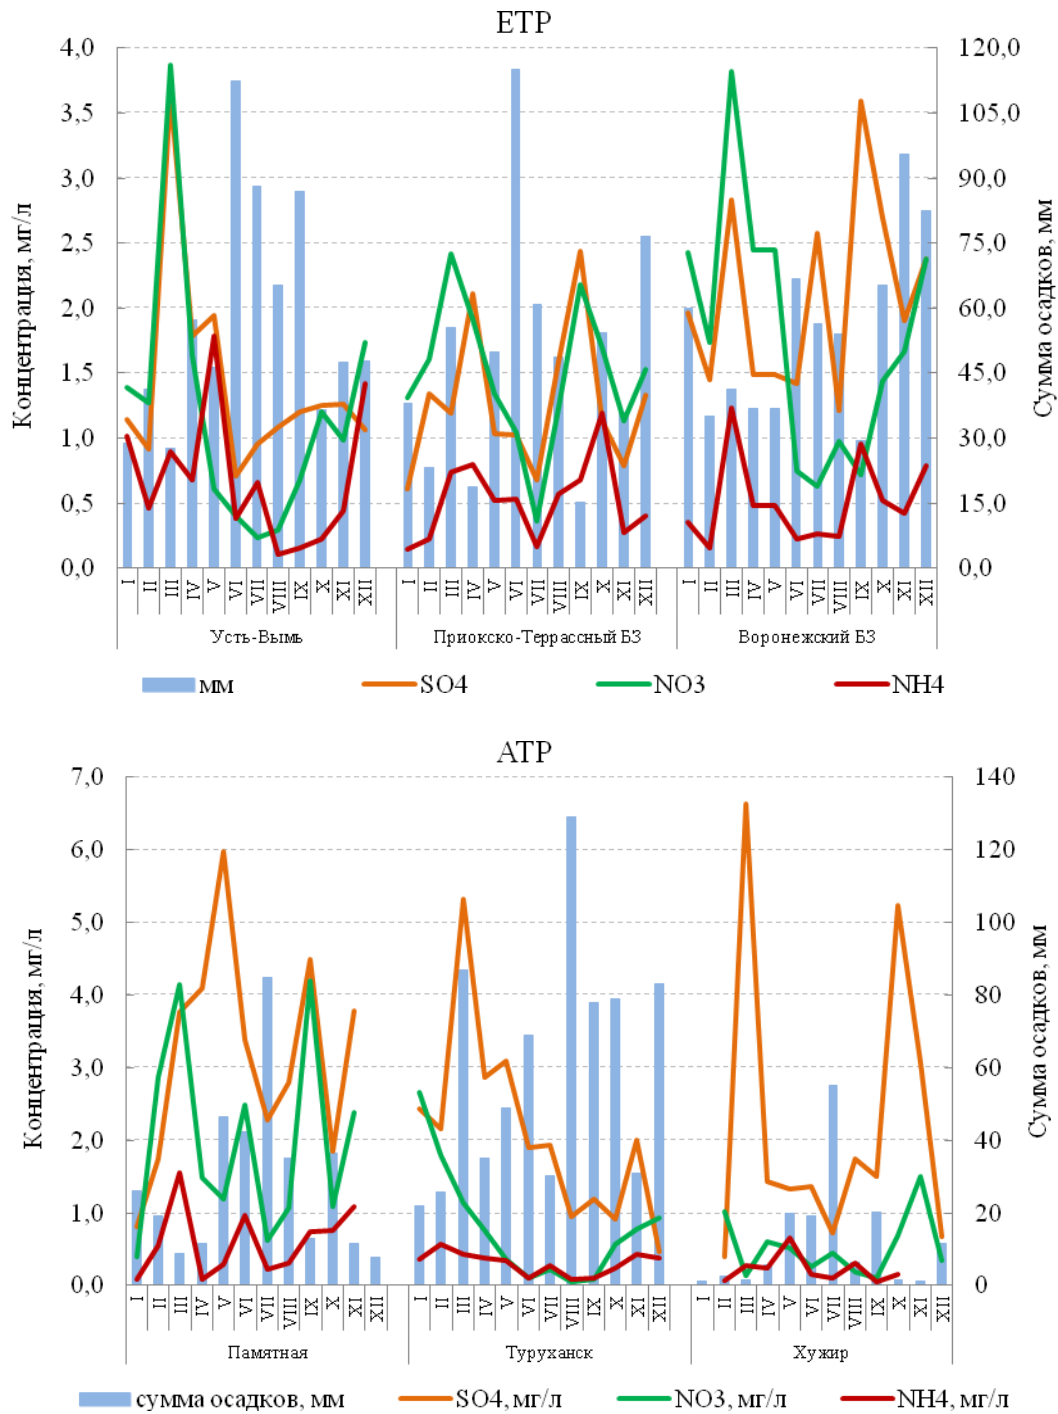 ЕТР
4,0
3,5
3,0
2,5
2,0
1,5
1,0
0,5
0,0
Концентрация, мг/л
120,0
105,0
90,0
75,0
60,0
45,0
30,0
15,0
0,0
Сумма осадков, мм
I II III IV V VI VII VIII IX X XI XII
I II III IV V VI VII VIII IX X XI XII
I II III IV V VI VII VIII IX X XI XII
Усть-Вымь Приокско-Террассный БЗ Воронежский БЗ
мм SO4 NO3 NH4
АТР
7,0
6,0
5,0
4,0
3,0
2,0
1,0
0,0
Концентрация, мг/л
140
120
100
80
60
40
20
0
Сумма осадков, мм
I II III IV V VI VII VIII IX X XI XII
I II III IV V VI VII VIII IX X XI XII
I II III IV V VI VII VIII IX X XI XII
Памятная Туруханск Хужир
сумма осадков, мм SO4, мг/л NO3, мг/л NH4, мг/л